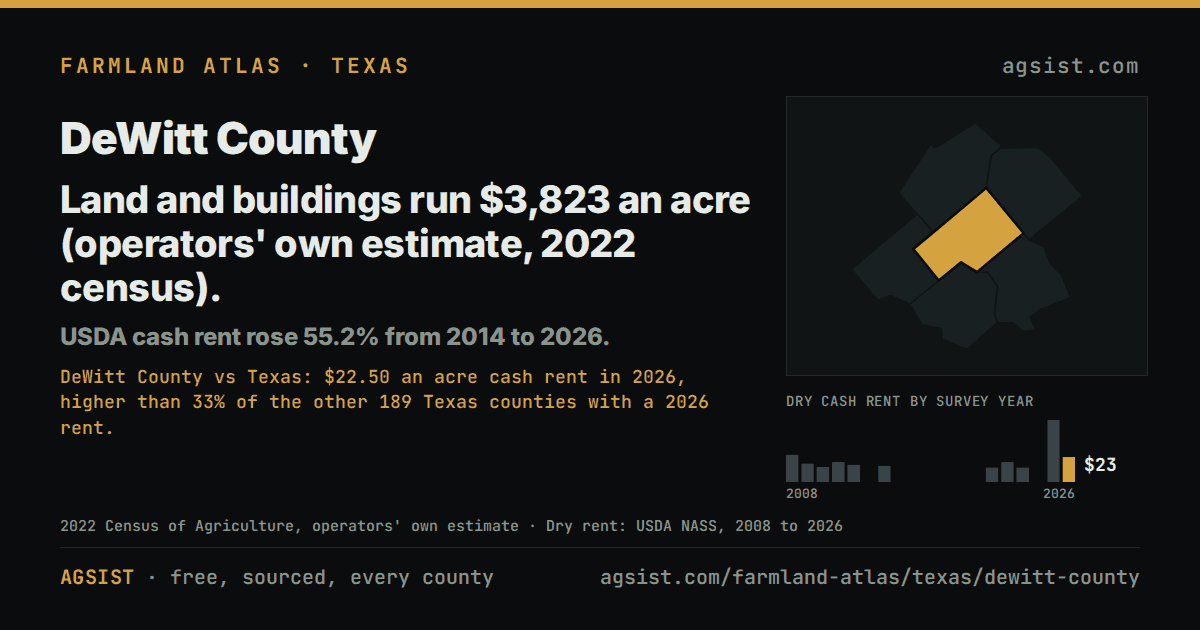 FARMLAND ATLAS · TEXAS
agsist.com
DeWitt County
Land and buildings run $3,823 an acre
(operators' own estimate, 2022
census).
USDA cash rent rose 55.2% from 2014 to 2026.
DeWitt County vs Texas: $22.50 an acre cash rent in 2026,
higher than 33% of the other 189 Texas counties with a 2026
rent.
DRY CASH RENT BY SURVEY YEAR
$23
2008 2026
2022 Census of Agriculture, operators' own estimate · Dry rent: USDA NASS, 2008 to 2026
AGSIST · free, sourced, every county
agsist.com/farmland-atlas/texas/dewitt-county